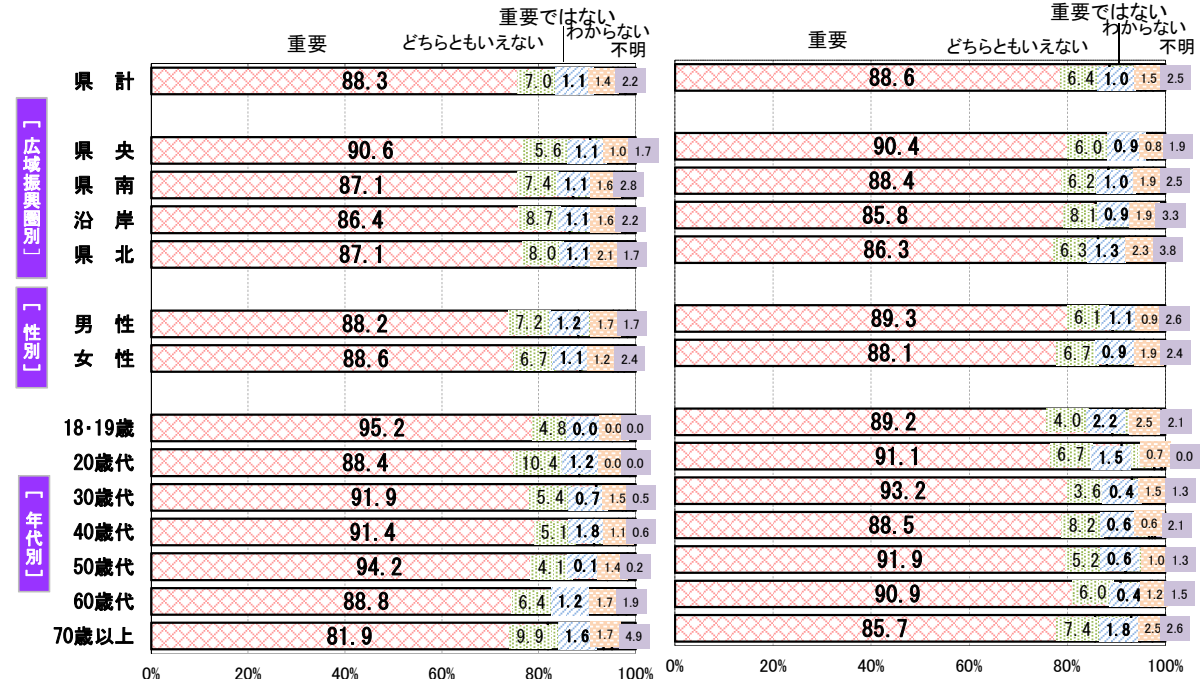 重要ではない 重要ではない
わからない わからない
重要 どちらともいえない 不明 重要 どちらともいえない 不明
県 計 88.3 7.0 1.1 1.4 2.2 88.6 6.4 1.0 1.5 2.5
[広域振興圏別]
県 央 90.6 5.6 1.1 1.0 1.7 90.4 6.0 0.9 0.8 1.9
県 南 87.1 7.4 1.1 1.6 2.8 88.4 6.2 1.0 1.9 2.5
沿 岸 86.4 8.7 1.1 1.6 2.2 85.8 8.1 0.9 1.9 3.3
県 北 87.1 8.0 1.1 2.1 1.7 86.3 6.3 1.3 2.3 3.8
[性別]
男 性 88.2 7.2 1.2 1.7 1.7 89.3 6.1 1.1 0.9 2.6
女 性 88.6 6.7 1.1 1.2 2.4 88.1 6.7 0.9 1.9 2.4
[年代別]
18・19歳 95.2 4.8 0.0 0.0 0.0 89.2 4.0 2.2 2.5 2.1
20歳代 88.4 10.4 1.2 0.0 0.0 91.1 6.7 1.5 0.7 0.0
30歳代 91.9 5.4 0.7 1.5 0.5 93.2 3.6 0.4 1.5 1.3
40歳代 91.4 5.1 1.8 1.1 0.6 88.5 8.2 0.6 0.6 2.1
50歳代 94.2 4.1 0.1 1.4 0.2 91.9 5.2 0.6 1.0 1.3
60歳代 88.8 6.4 1.2 1.7 1.9 90.9 6.0 0.4 1.2 1.5
70歳以上 81.9 9.9 1.6 1.7 4.9 85.7 7.4 1.8 2.5 2.6
0% 20% 40% 60% 80% 100% 0% 20% 40% 60% 80% 100%